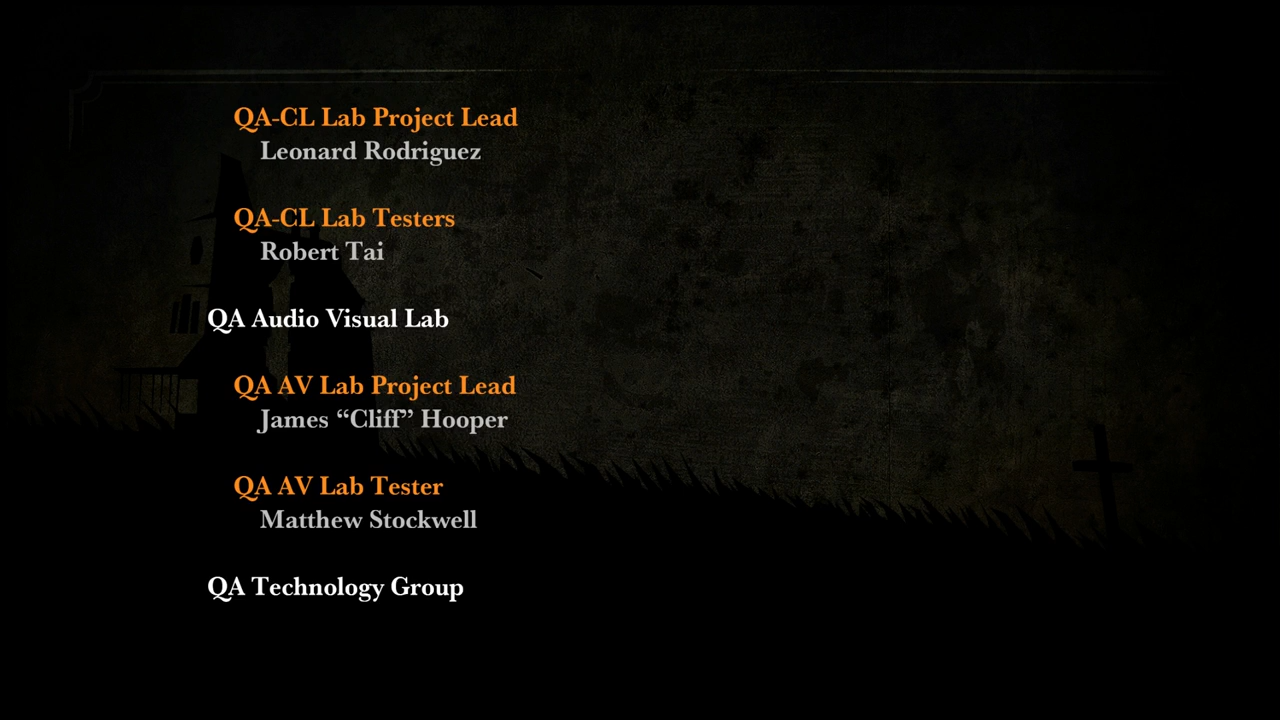 QA-CL Lab Project Lead
Leonard Rodriguez
QA-CL Lab Testers
Robert Tai
QA Audio Visual Lab
QA AV Lab Project Lead
James “Cliff” Hooper
QA AV Lab Tester
Matthew Stockwell
QA Technology Group